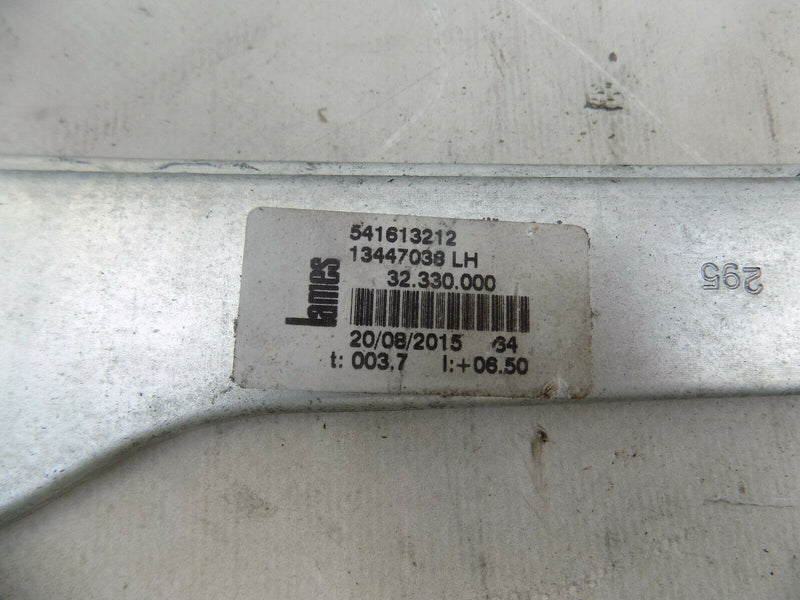 541613212
13447038 LH
32.330.000
Lames
20/08/2015 34
t: 003.7 l:+06.50
295